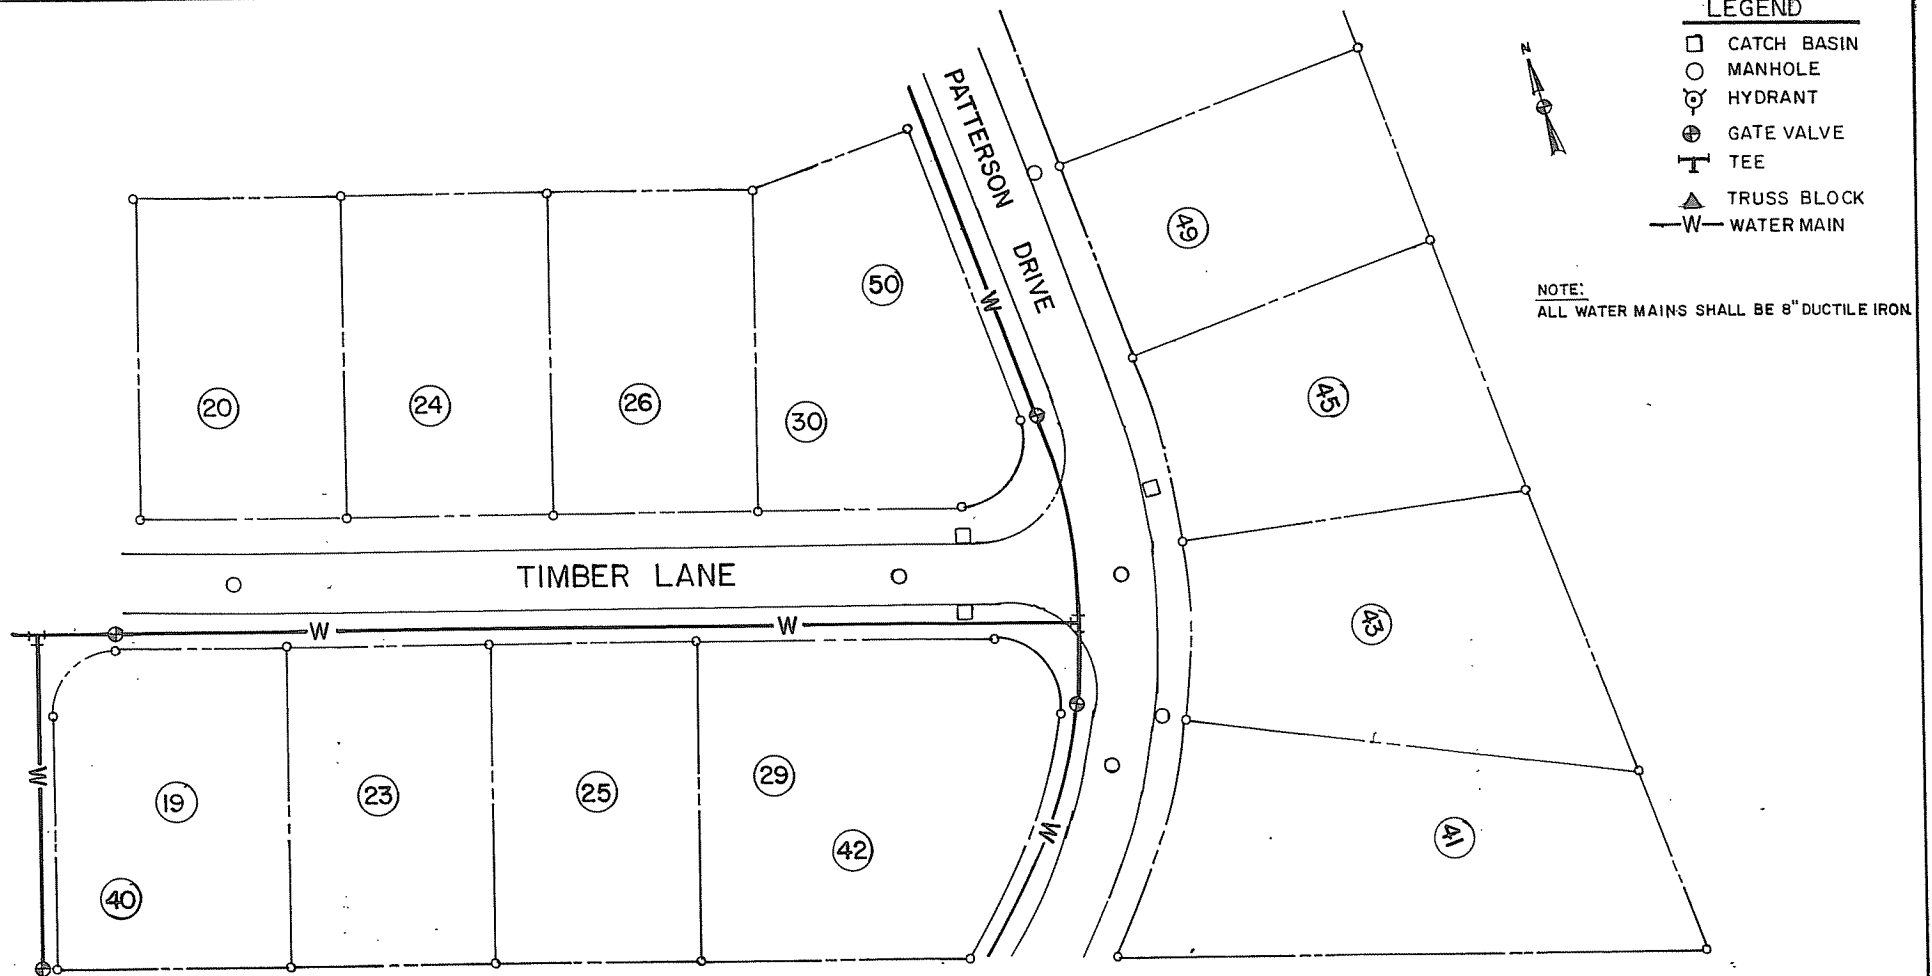 LEGEND
CATCH BASIN
MANHOLE
HYDRANT
GATE VALVE
TEE
TRUSS BLOCK
W WATER MAIN
N
NOTE:
ALL WATER MAINS SHALL BE 8" DUCTILE IRON
PATTERSON DRIVE
49
50
W
20
24
26
30
45
TIMBER LANE
W
W
43
W
19
23
25
29
42
W
41
40